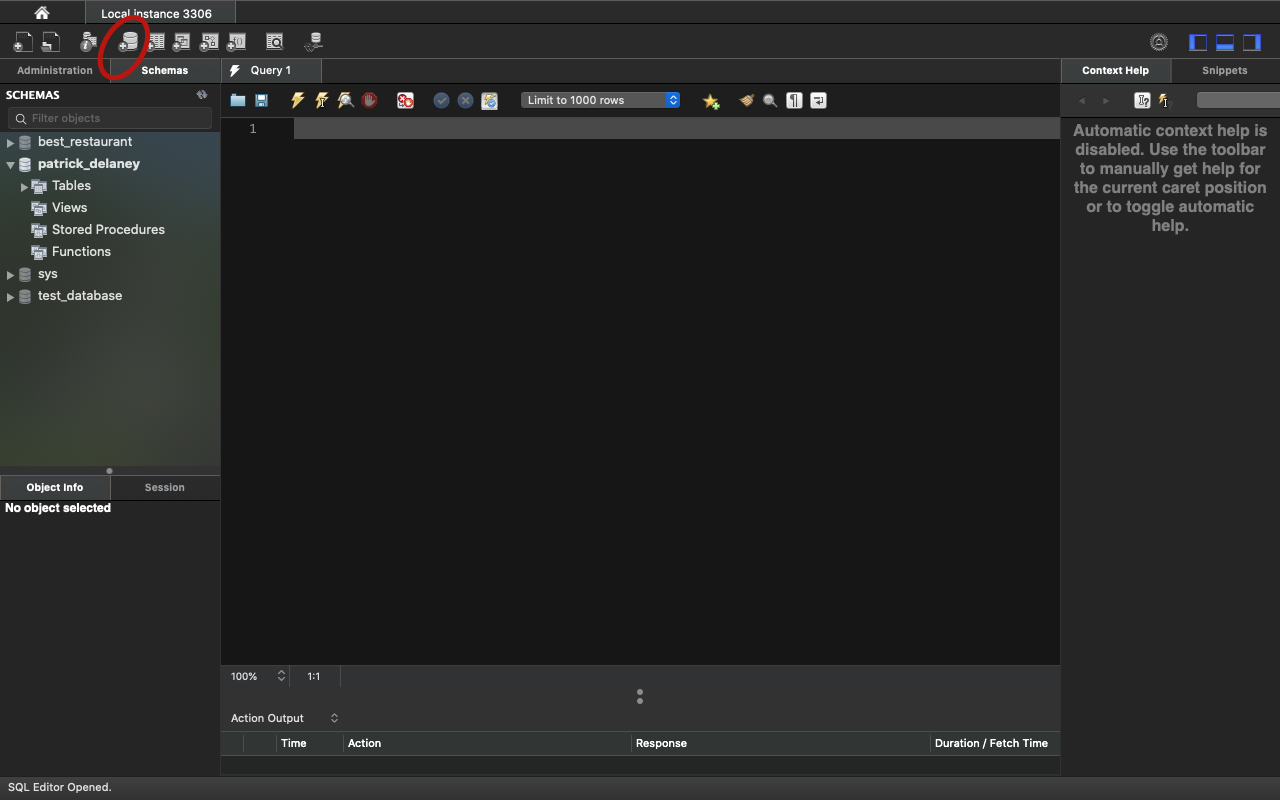 Local instance 3306
Administration
Schemas
Query 1
Context Help
Snippets
SCHEMAS
Filter objects
Limit to 1000 rows
best_restaurant
patrick_delaney
Tables
Views
Stored Procedures
Functions
sys
test_database
1
Automatic context help is
disabled. Use the toolbar
to manually get help for
the current caret position
or to toggle automatic
help.
Object Info
Session
No object selected
100%
1:1
Action Output
Time
Action
Response
Duration / Fetch Time
SQL Editor Opened.